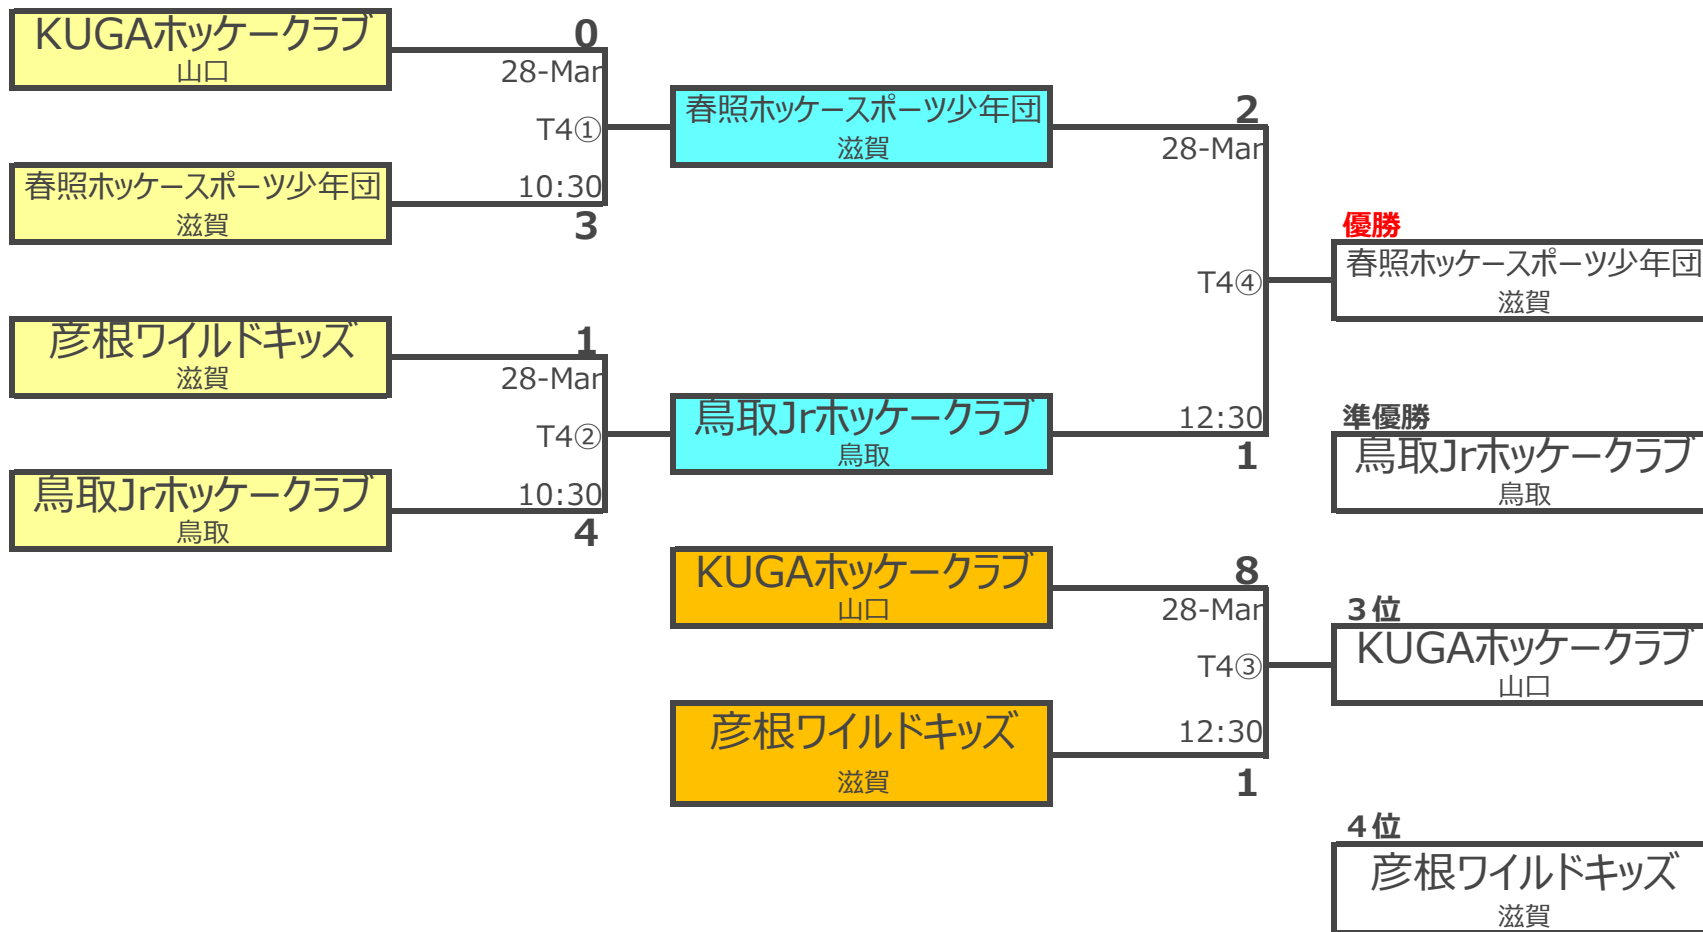 KUGAホッケークラブ
山口
0
28-Mar
T4①
春照ホッケースポーツ少年団
滋賀
10:30
3
春照ホッケースポーツ少年団
滋賀
2
28-Mar
彦根ワイルドキッズ
滋賀
1
28-Mar
T4②
鳥取Jrホッケークラブ
鳥取
10:30
4
鳥取Jrホッケークラブ
鳥取
T4④
12:30
1
KUGAホッケークラブ
山口
8
28-Mar
T4③
彦根ワイルドキッズ
滋賀
12:30
1
優勝
春照ホッケースポーツ少年団
滋賀
準優勝
鳥取Jrホッケークラブ
鳥取
３位
KUGAホッケークラブ
山口
４位
彦根ワイルドキッズ
滋賀